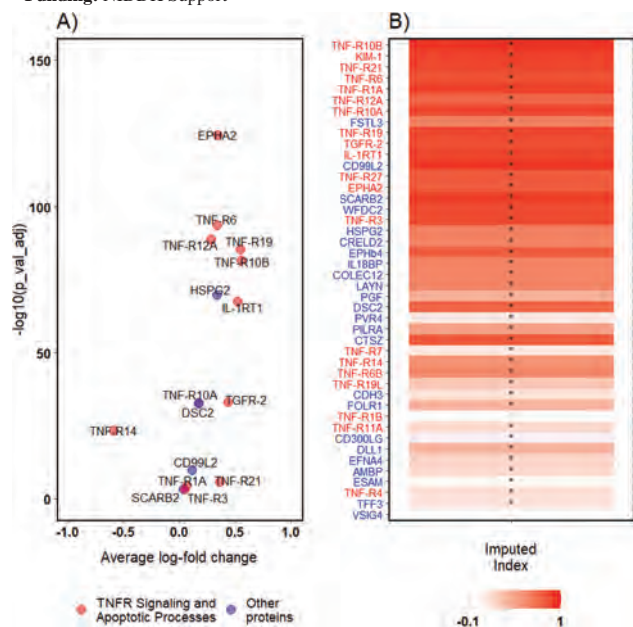 A)
B)
-log10(p_val_adj)
150
100
50
0
EPHA2
TNF-R6
TNF-R12A
TNF-R19
TNF-R10B
HSPG2
IL-1RT1
TNF-R10A
TGFR-2
DSC2
TNF-R14
CD99L2
TNF-R1A
TNF-R21
SCARB2
TNF-R3
-1.0 -0.5 0.0 0.5 1.0
Average log-fold change
TNFR Signaling and
Apoptotic Processes
Other
proteins
TNF-R10B
KIM-1
TNF-R21
TNF-R6
TNF-R1A
TNF-R12A
TNF-R10A
FSTL3
TNF-R19
TGFR-2
IL-1RT1
CD99L2
TNF-R27
EPHA2
SCARB2
WFDC2
TNF-R3
HSPG2
CRELD2
EPHb4
IL18BP
COLEC12
LAYN
PGF
DSC2
PVR4
PILRA
CTSZ
TNF-R7
TNF-R14
TNF-R6B
TNF-R19L
CDH3
FOLR1
TNF-R1B
TNF-R11A
CD300LG
DLL1
EFNA4
AMBP
ESAM
TNF-R4
TFF3
VSIG4
Imputed
Index
-0.1 1